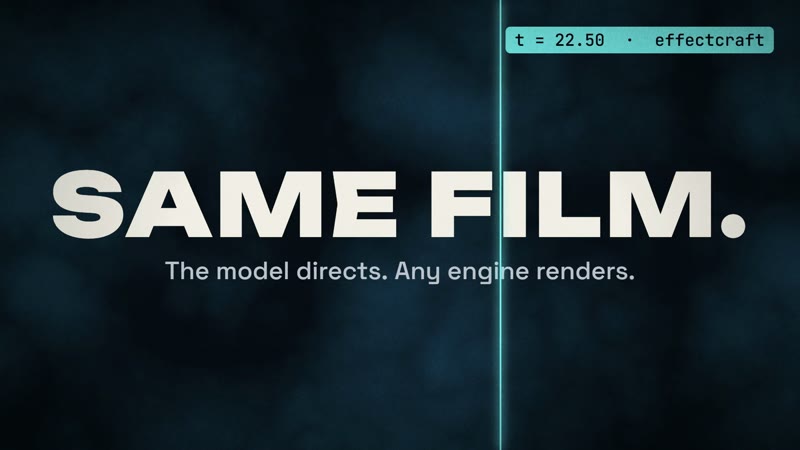 t = 22.50 · effectcraft
SAME FILM.
The model directs. Any engine renders.